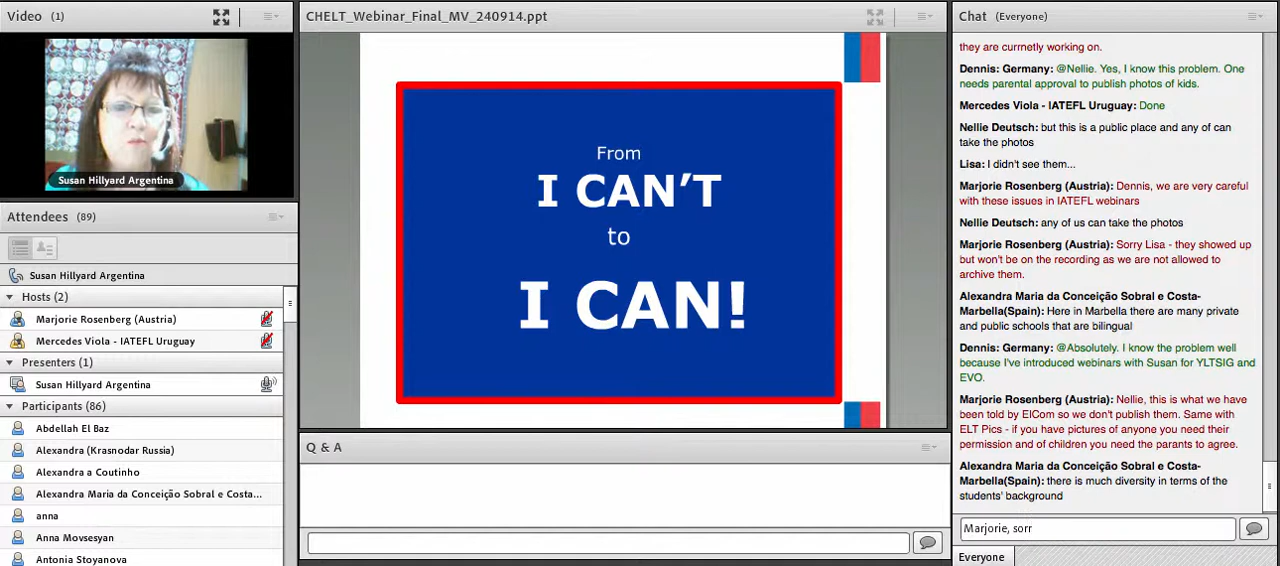 Video (1)
Susan Hillyard Argentina
Attendees (89)
Susan Hillyard Argentina
Hosts (2)
Marjorie Rosenberg (Austria)
Mercedes Viola - IATEFL Uruguay
Presenters (1)
Susan Hillyard Argentina
Participants (86)
Abdellah El Baz
Alexandra (Krasnodar Russia)
Alexandra a Coutinho
Alexandra Maria da Conceição Sobral e Costa...
anna
Anna Movsesyan
Antonia Stoyanova
CHELT_Webinar_Final_MV_240914.ppt
From
I CAN’T
to
I CAN!
Q & A
Chat (Everyone)
they are currnetly working on.
Dennis: Germany: @Nellie. Yes, I know this problem. One
needs parental approval to publish photos of kids.
Mercedes Viola - IATEFL Uruguay: Done
Nellie Deutsch: but this is a public place and any of can
take the photos
Lisa: I didn't see them...
Marjorie Rosenberg (Austria): Dennis, we are very careful
with these issues in IATEFL webinars
Nellie Deutsch: any of us can take the photos
Marjorie Rosenberg (Austria): Sorry Lisa - they showed up
but won't be on the recording as we are not allowed to
archive them.
Alexandra Maria da Conceição Sobral e Costa-
Marbella(Spain): Here in Marbella there are many private
and public schools that are bilingual
Dennis: Germany: @Absolutely. I know the problem well
because I've introduced webinars with Susan for YLTSIG and
EVO.
Marjorie Rosenberg (Austria): Nellie, this is what we have
been told by ElCom so we don't publish them. Same with
ELT Pics - if you have pictures of anyone you need their
permission and of children you need the parants to agree.
Alexandra Maria da Conceição Sobral e Costa-
Marbella(Spain): there is much diversity in terms of the
students' background
Marjorie, sorr
Everyone